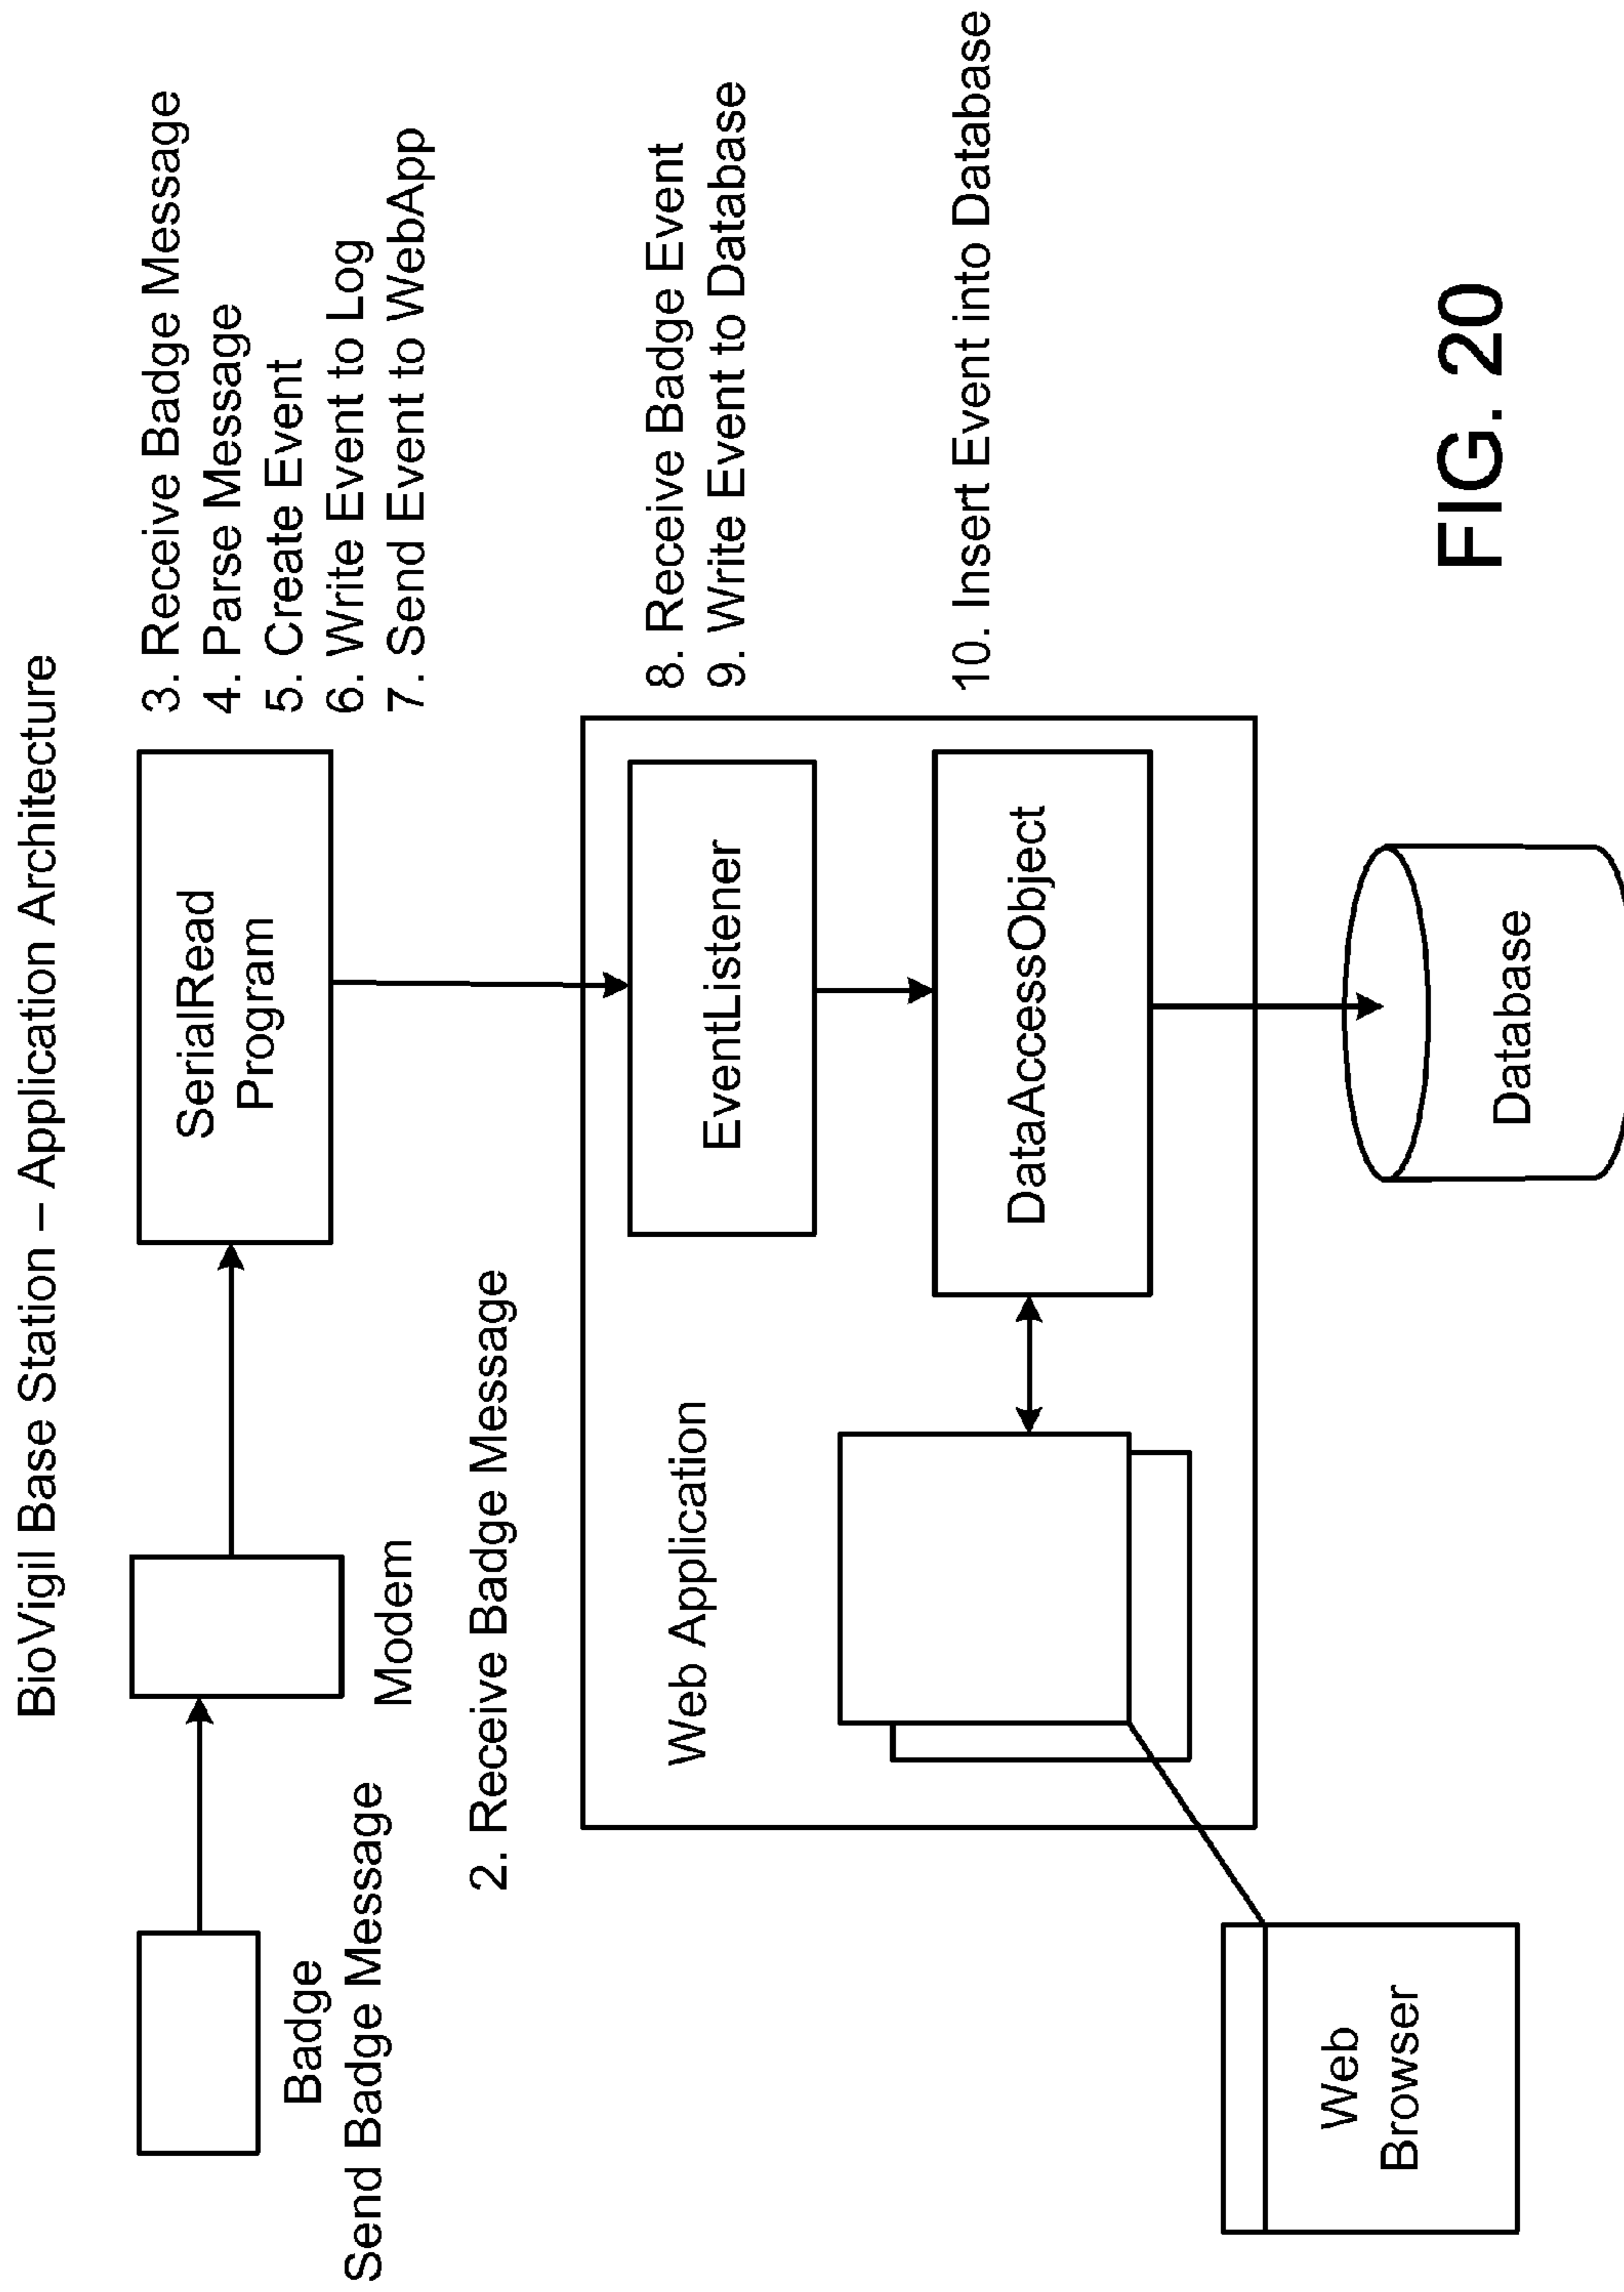 BioVigil Base Station – Application Architecture
Badge
Send Badge Message
Modem
2. Receive Badge Message
SerialRead
Program
3. Receive Badge Message
4. Parse Message
5. Create Event
6. Write Event to Log
7. Send Event to WebApp
Web Application
EventListener
8. Receive Badge Event
9. Write Event to Database
DataAccessObject
10. Insert Event into Database
Web
Browser
Database
FIG. 20